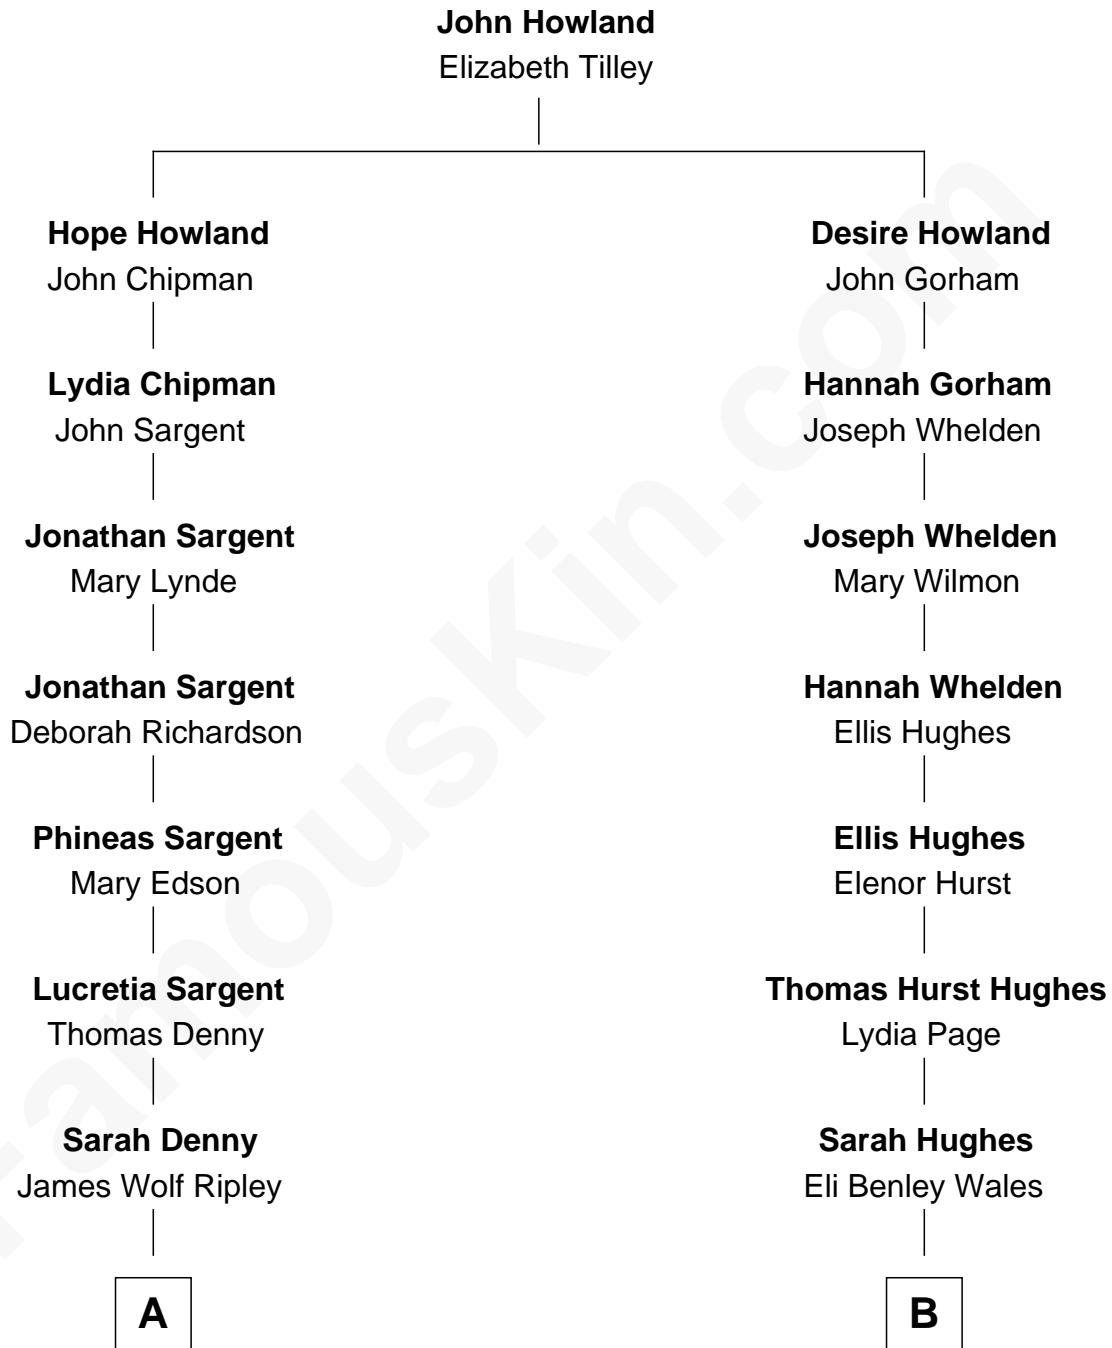 John Howland
Elizabeth Tilley
Hope Howland
John Chipman
Desire Howland
John Gorham
Lydia Chipman
John Sargent
Hannah Gorham
Joseph Whelden
Jonathan Sargent
Mary Lynde
Joseph Whelden
Mary Wilmon
Jonathan Sargent
Deborah Richardson
Hannah Whelden
Ellis Hughes
Phineas Sargent
Mary Edson
Ellis Hughes
Elenor Hurst
Lucretia Sargent
Thomas Denny
Thomas Hurst Hughes
Lydia Page
Sarah Denny
James Wolf Ripley
Sarah Hughes
Eli Benley Wales
A
B
FamousKin.com